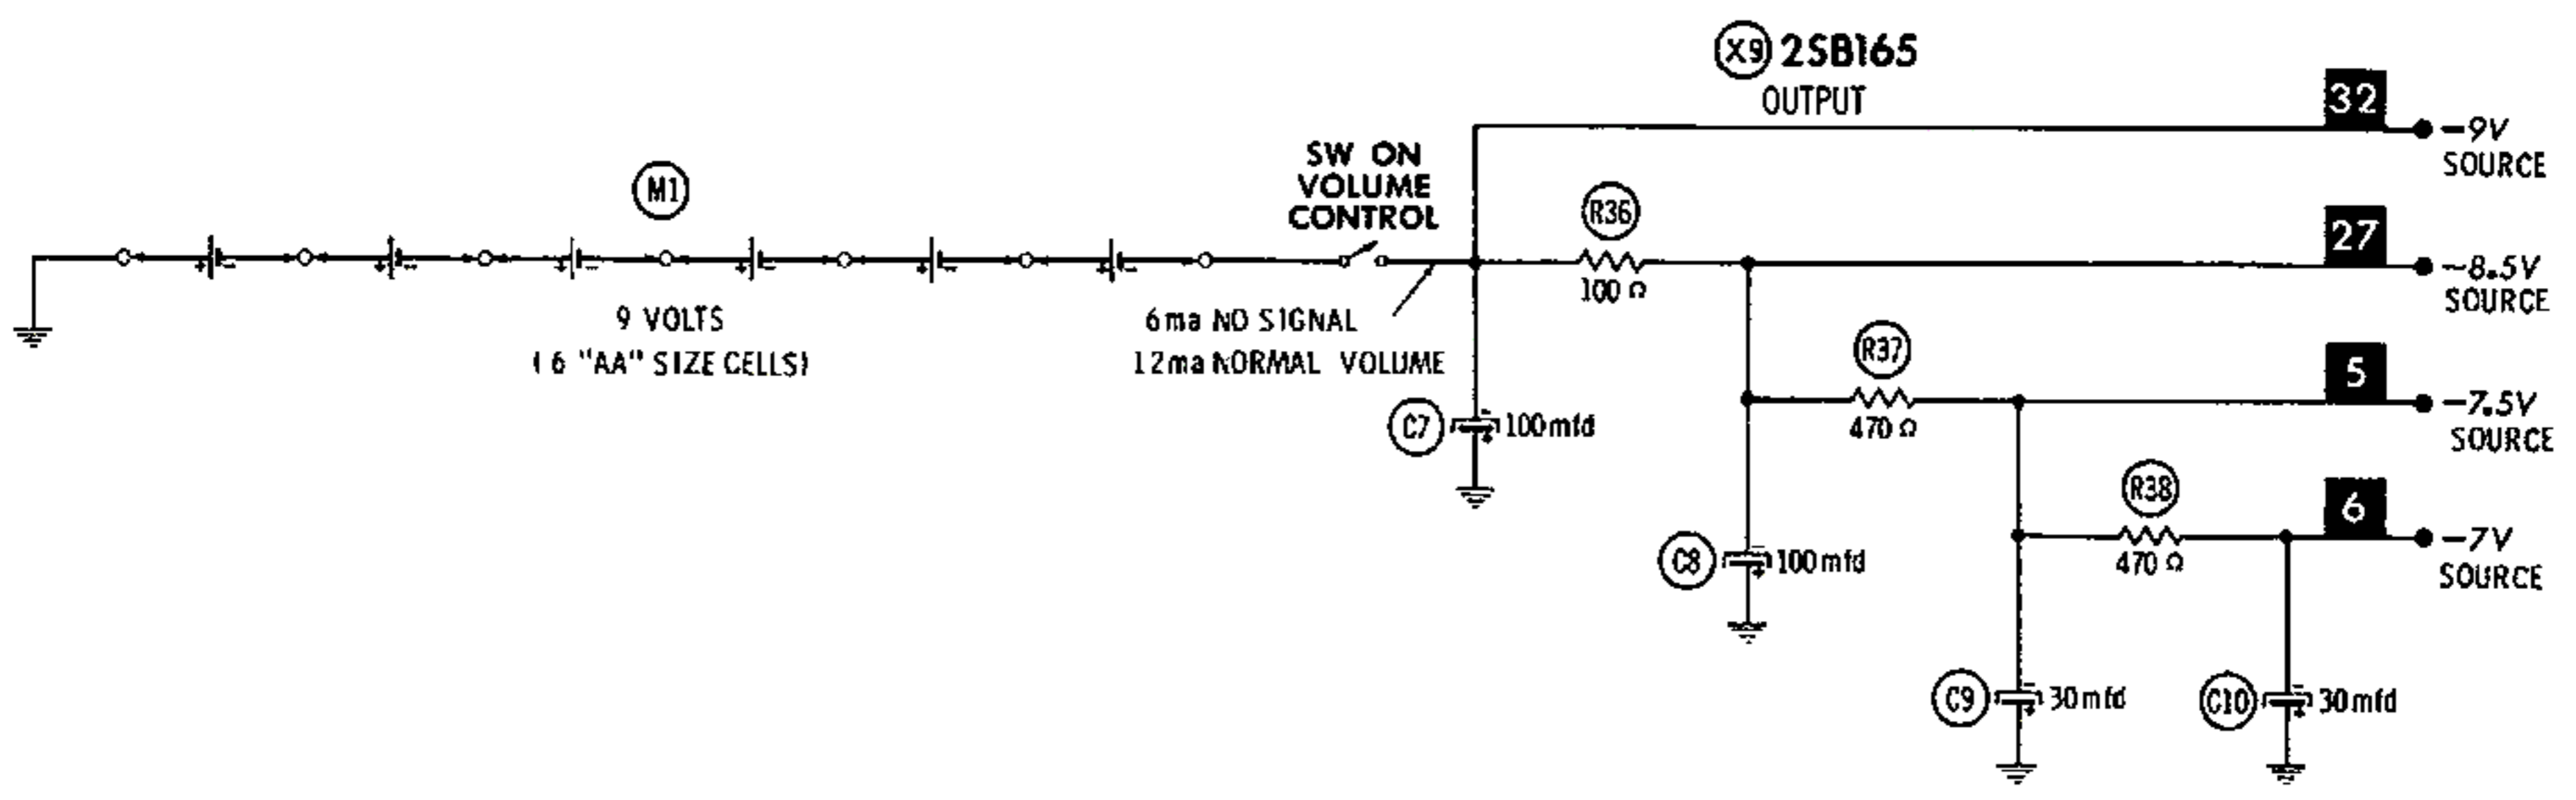 X9 2SB165
OUTPUT
32
-9V
SOURCE
M1
SW ON
VOLUME
CONTROL
R36
100 Ω
27
-8.5V
SOURCE
+ -
+ -
+ -
+ -
+ -
+ -
9 VOLTS
(6 "AA" SIZE CELLS)
6ma NO SIGNAL
12ma NORMAL VOLUME
R37
470 Ω
5
-7.5V
SOURCE
C7
-
+
100mfd
R38
470 Ω
6
-7V
SOURCE
C8
-
+
100mfd
C9
-
+
30mfd
C10
-
+
30mfd